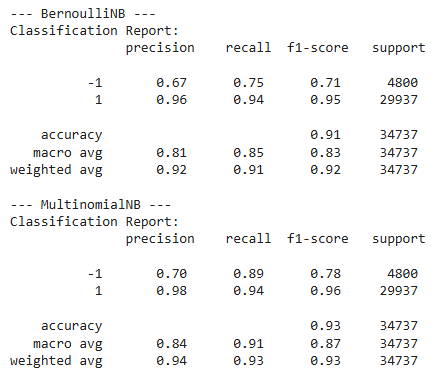 --- BernoulliNB ---
Classification Report:
precision recall f1-score support
-1 0.67 0.75 0.71 4800
1 0.96 0.94 0.95 29937
accuracy 0.91 34737
macro avg 0.81 0.85 0.83 34737
weighted avg 0.92 0.91 0.92 34737
--- MultinomialNB ---
Classification Report:
precision recall f1-score support
-1 0.70 0.89 0.78 4800
1 0.98 0.94 0.96 29937
accuracy 0.93 34737
macro avg 0.84 0.91 0.87 34737
weighted avg 0.94 0.93 0.93 34737